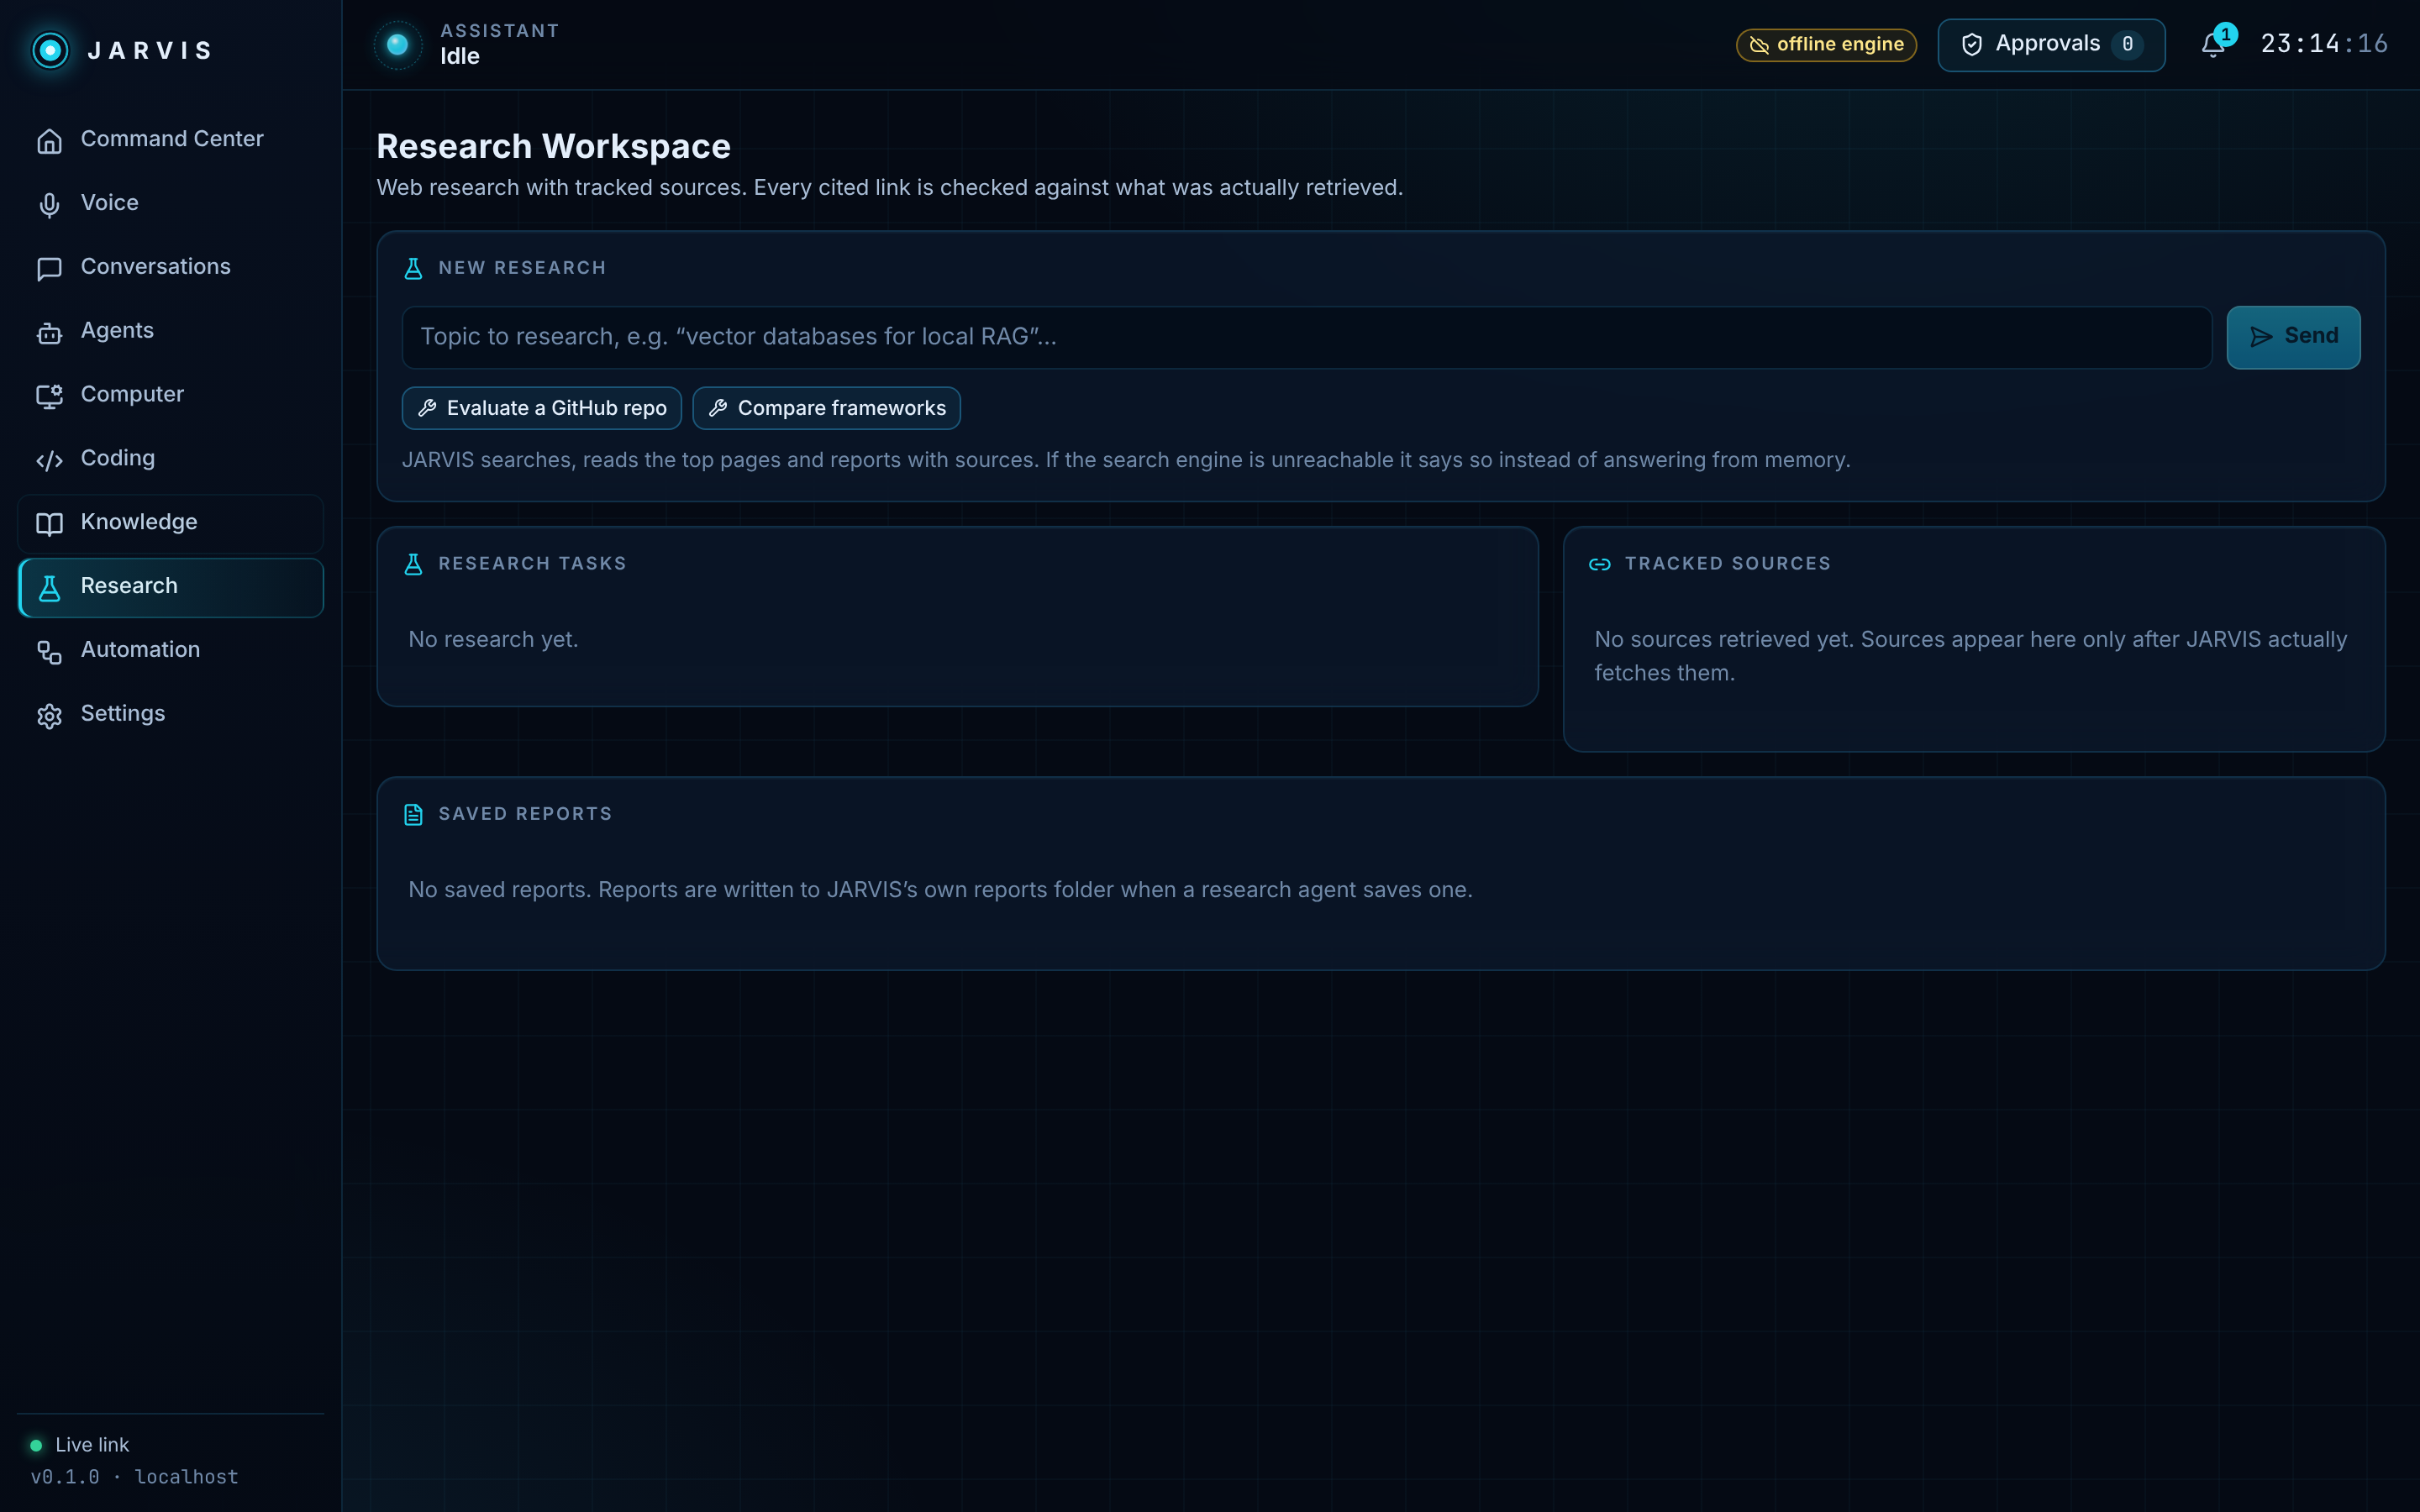 JARVIS
Command Center
Voice
Conversations
Agents
Computer
Coding
Knowledge
Research
Automation
Settings
Live link
v0.1.0 · localhost
ASSISTANT
Idle
offline engine
Approvals 0
1
23:14:16
Research Workspace
Web research with tracked sources. Every cited link is checked against what was actually retrieved.
NEW RESEARCH
Topic to research, e.g. “vector databases for local RAG”…
Send
Evaluate a GitHub repo
Compare frameworks
JARVIS searches, reads the top pages and reports with sources. If the search engine is unreachable it says so instead of answering from memory.
RESEARCH TASKS
No research yet.
TRACKED SOURCES
No sources retrieved yet. Sources appear here only after JARVIS actually
fetches them.
SAVED REPORTS
No saved reports. Reports are written to JARVIS’s own reports folder when a research agent saves one.